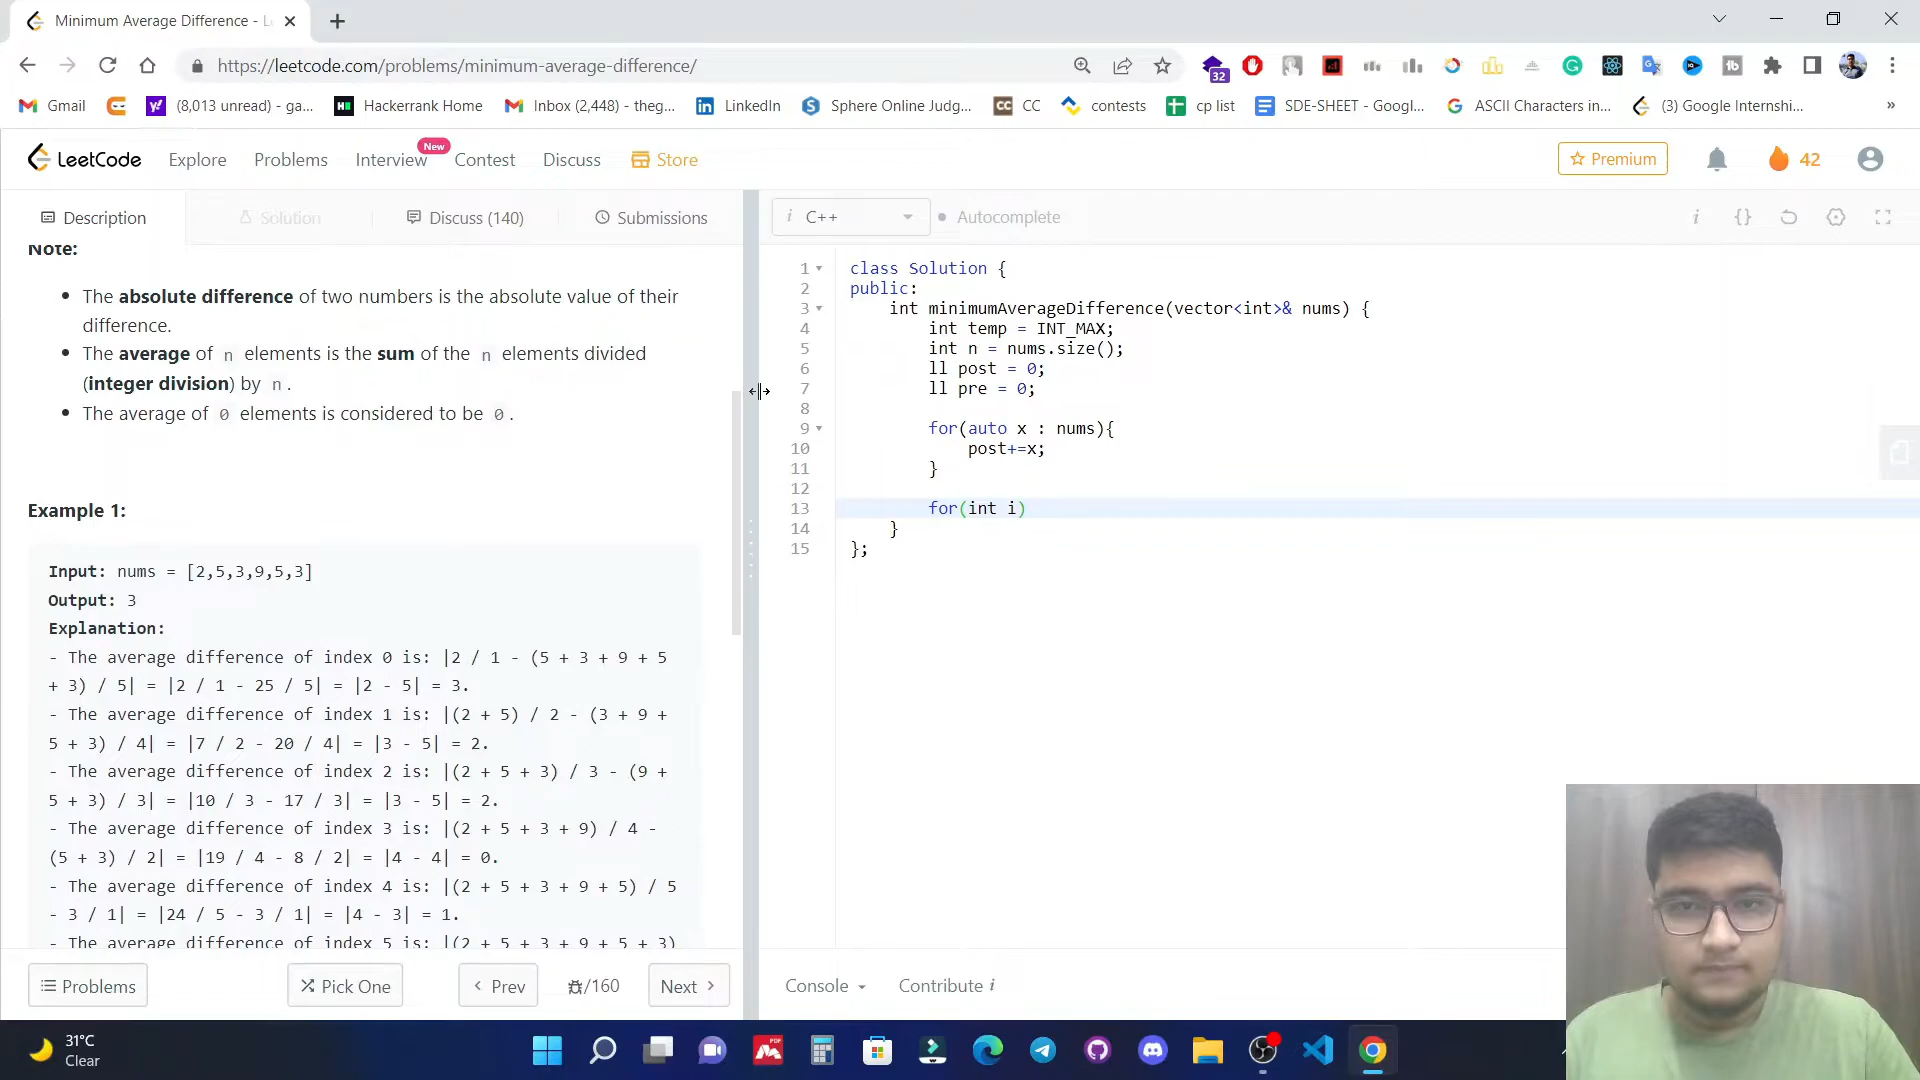 Minimum Average Difference - L
https://leetcode.com/problems/minimum-average-difference/
32
Gmail
(8,013 unread) - ga...
Hackerrank Home
Inbox (2,448) - theg...
LinkedIn
Sphere Online Judg...
CC
contests
cp list
SDE-SHEET - Googl...
ASCII Characters in...
(3) Google Internshi...
»
LeetCode
Explore
Problems
Interview
New
Contest
Discuss
Store
Premium
42
Description
Solution
Discuss (140)
Submissions
i C++
Autocomplete
Note:
• The absolute difference of two numbers is the absolute value of their
difference.
• The average of n elements is the sum of the n elements divided
(integer division) by n .
• The average of 0 elements is considered to be 0 .
Example 1:
Input: nums = [2,5,3,9,5,3]
Output: 3
Explanation:
- The average difference of index 0 is: |2 / 1 - (5 + 3 + 9 + 5
+ 3) / 5| = |2 / 1 - 25 / 5| = |2 - 5| = 3.
- The average difference of index 1 is: |(2 + 5) / 2 - (3 + 9 +
5 + 3) / 4| = |7 / 2 - 20 / 4| = |3 - 5| = 2.
- The average difference of index 2 is: |(2 + 5 + 3) / 3 - (9 +
5 + 3) / 3| = |10 / 3 - 17 / 3| = |3 - 5| = 2.
- The average difference of index 3 is: |(2 + 5 + 3 + 9) / 4 -
(5 + 3) / 2| = |19 / 4 - 8 / 2| = |4 - 4| = 0.
- The average difference of index 4 is: |(2 + 5 + 3 + 9 + 5) / 5
- 3 / 1| = |24 / 5 - 3 / 1| = |4 - 3| = 1.
- The average difference of index 5 is: |(2 + 5 + 3 + 9 + 5 + 3)
1 class Solution {
2 public:
3 int minimumAverageDifference(vector<int>& nums) {
4 int temp = INT_MAX;
5 int n = nums.size();
6 ll post = 0;
7 ll pre = 0;
8
9 for(auto x : nums){
10 post+=x;
11 }
12
13 for(int i)
14 }
15 };
Problems
Pick One
‹ Prev
/160
Next ›
Console
Contribute i
31°C
Clear